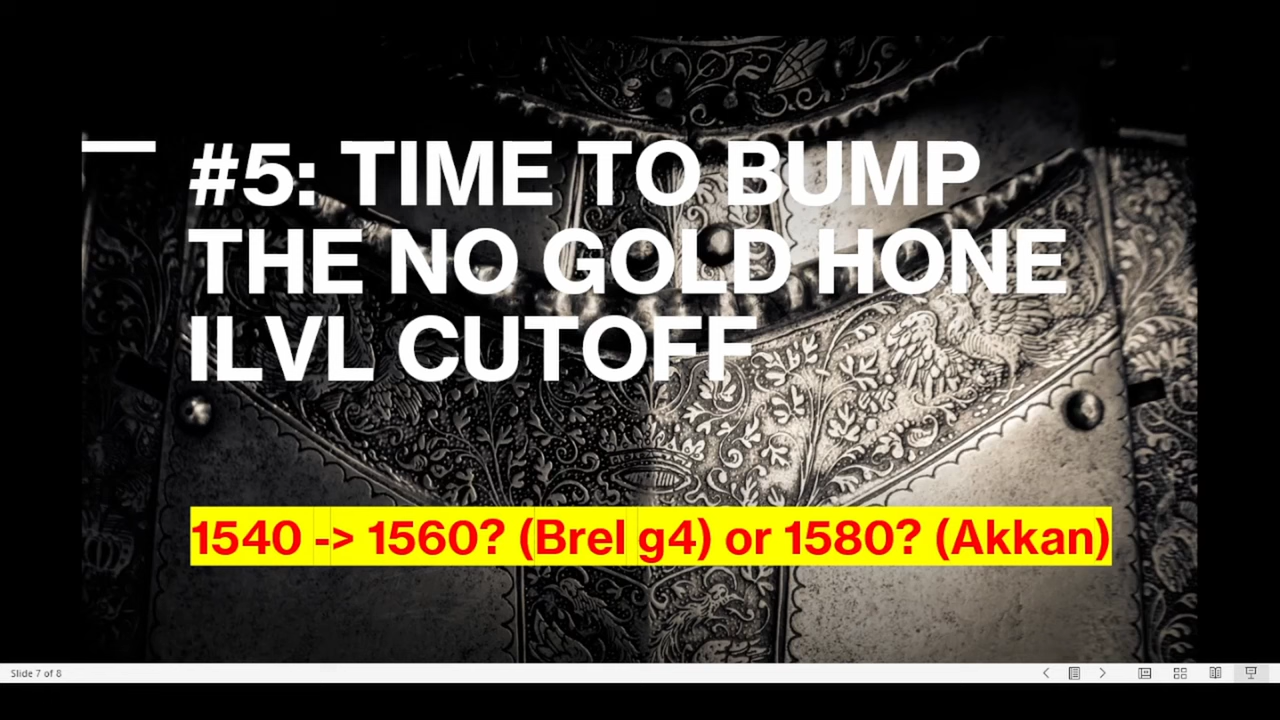 #5: TIME TO BUMP
THE NO GOLD HONE
ILVL CUTOFF
1540 -> 1560? (Brel g4) or 1580? (Akkan)
Slide 7 of 8